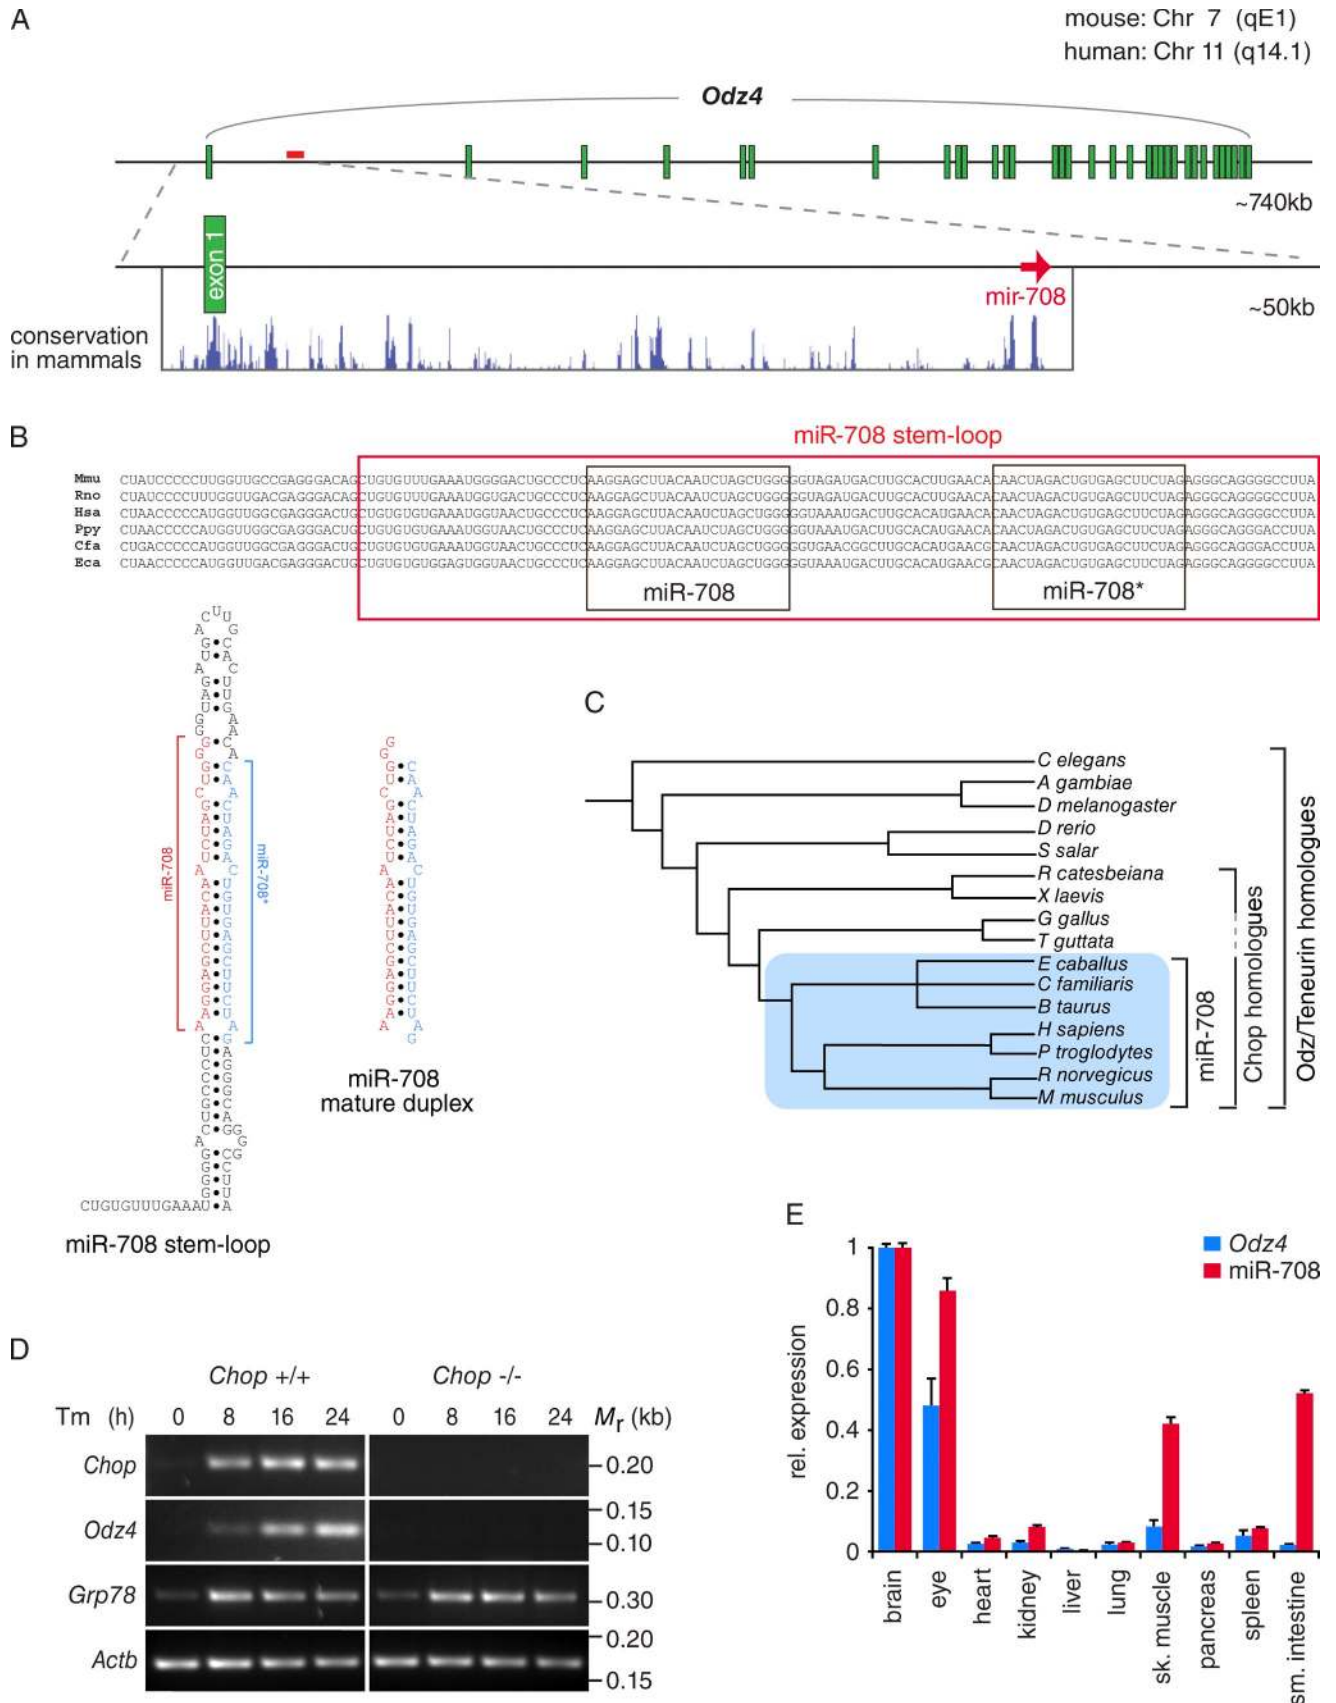 A
mouse: Chr 7 (qE1)
human: Chr 11 (q14.1)
Odz4
~740kb
exon 1
mir-708
~50kb
conservation
in mammals
B
miR-708 stem-loop
Mmu CUAUCCCCCUUGGUUGCCGAGGGACAGCUGUGUUUGAAAUGGGGACUGCCCUCAAGGAGCUUACAAUCUAGCUGGGGGUAGAUGACUUGCACUUGAACACAACUAGACUGUGAGCUUCUAGAGGGCAGGGGCCUUA
Rno CUAUCCCCUUUGGUUGACGAGGGACAGCUGUGUUUGAAAUGGUAACUGCCCUCAAGGAGCUUACAAUCUAGCUGGGGGUAGAUGACUUGCACUUGAACACAACUAGACUGUGAGCUUCUAGAGGGCAGGGGCCUUA
Hsa CUAACCCCCAUGGUUGGCGAGGGACUGCUGUGUGUGAAAUGGUAACUGCCCUCAAGGAGCUUACAAUCUAGCUGGGGGUAAAUGACUUGCACAUGAACACAACUAGACUGUGAGCUUCUAGAGGGCAGGGGCCUUA
Ppy CUAACCCCCAUGGUUGGCGAGGGACUGCUGUGUGUGAAAUGGUAACUGCCCUCAAGGAGCUUACAAUCUAGCUGGGGGUAAAUGACUUGCACAUGAACACAACUAGACUGUGAGCUUCUAGAGGGCAGGGACCUUA
Cfa CUGACCCCCAUGGUUGGCGAGGGACUGCUGUGUGUGAAAUGGUAACUGCCCUCAAGGAGCUUACAAUCUAGCUGGGGGUGAACGGCUUGCACAUGAACGCAACUAGACUGUGAGCUUCUAGAGGGCAGGGACCUUA
Eca CUAACCCCCAUGGUUGACGAGGGACUGCUGUGUGUGGAGUGGUAACUGCCCUCAAGGAGCUUACAAUCUAGCUGGGGGUAAAUGACUUGCACAUGAACGCAACUAGACUGUGAGCUUCUAGAGGGCAGGGGCCUUA
miR-708
miR-708*
miR-708
miR-708*
CUGUGUUUGAAAU
miR-708 stem-loop
miR-708
mature duplex
C
C elegans
A gambiae
D melanogaster
D rerio
S salar
R catesbeiana
X laevis
G gallus
T guttata
E caballus
C familiaris
B taurus
H sapiens
P troglodytes
R norvegicus
M musculus
miR-708
Chop homologues
Odz/Teneurin homologues
D
Chop +/+
Chop -/-
Tm (h) 0 8 16 24 0 8 16 24 Mr (kb)
Chop
0.20
Odz4
0.15
0.10
Grp78
0.30
Actb
0.20
0.15
E
Odz4
miR-708
rel. expression
1
0.8
0.6
0.4
0.2
0
brain
eye
heart
kidney
liver
lung
sk. muscle
pancreas
spleen
sm. intestine